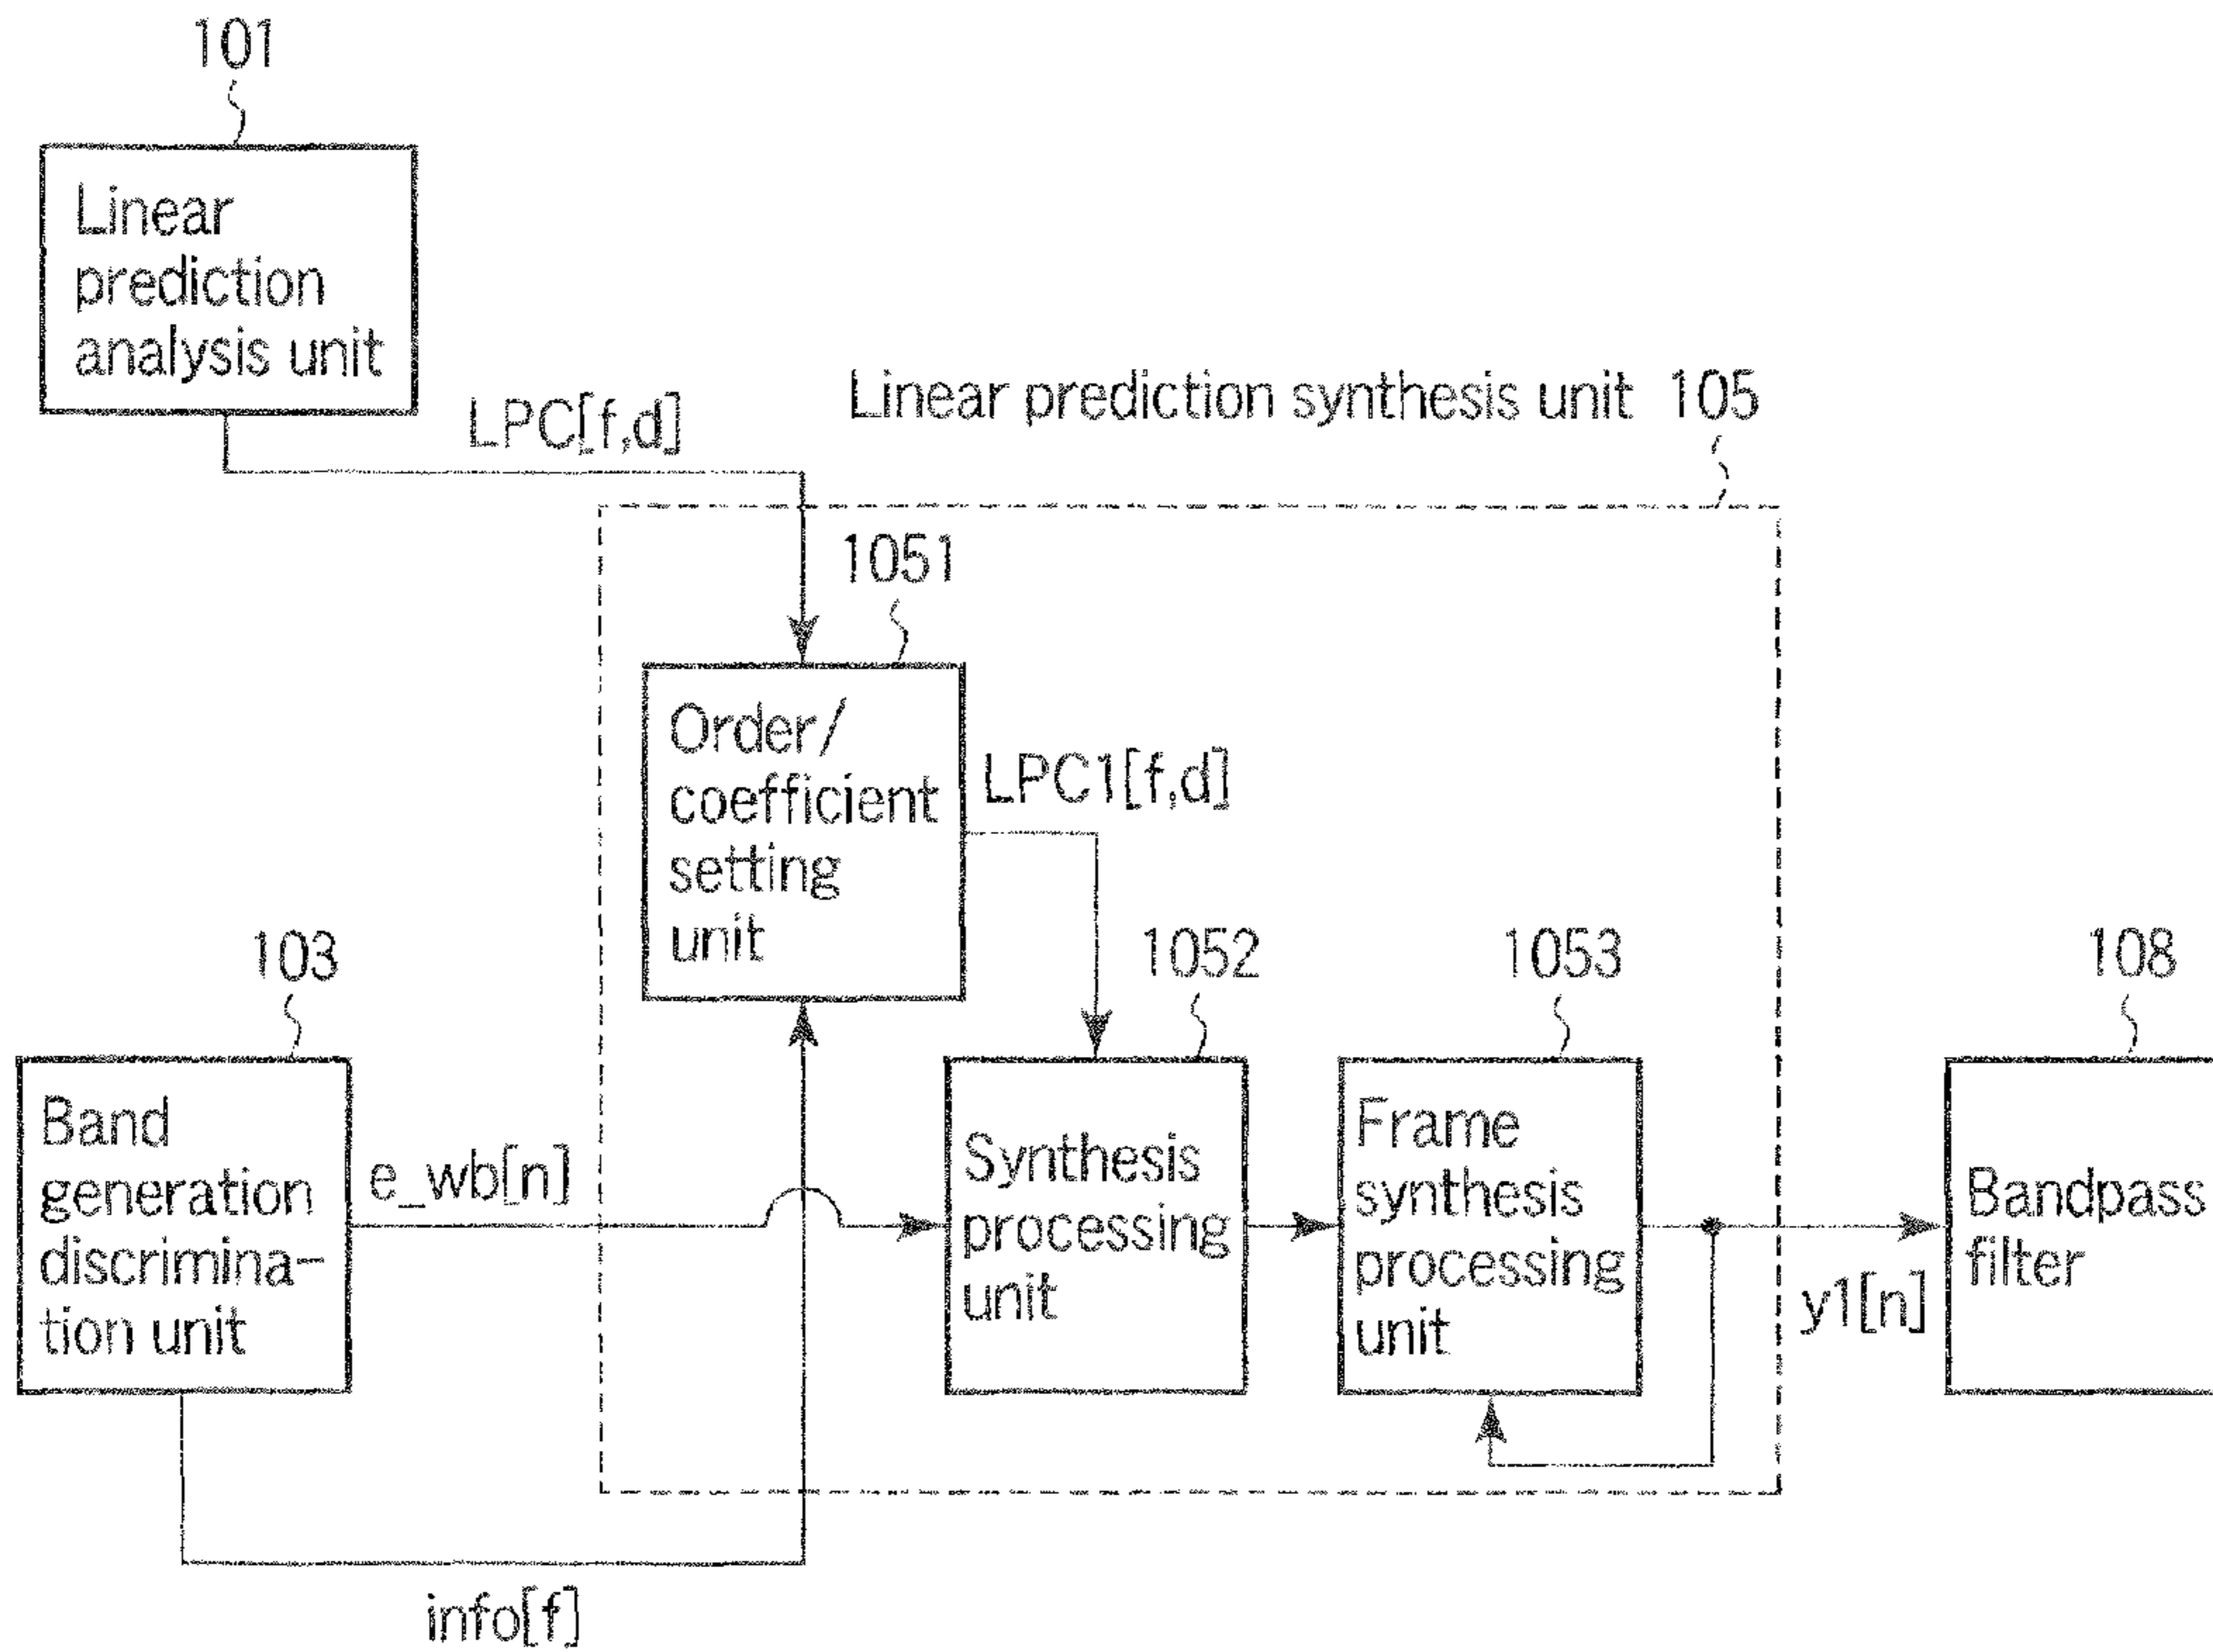 101
Linear
prediction
analysis unit
LPC[f,d]
Linear prediction synthesis unit 105
1051
Order/
coefficient
setting
unit
LPC1[f,d]
103
1052
1053
108
Band
generation
discrimina-
tion unit
e_wb[n]
Synthesis
processing
unit
Frame
synthesis
processing
unit
y1[n]
Bandpass
filter
info[f]